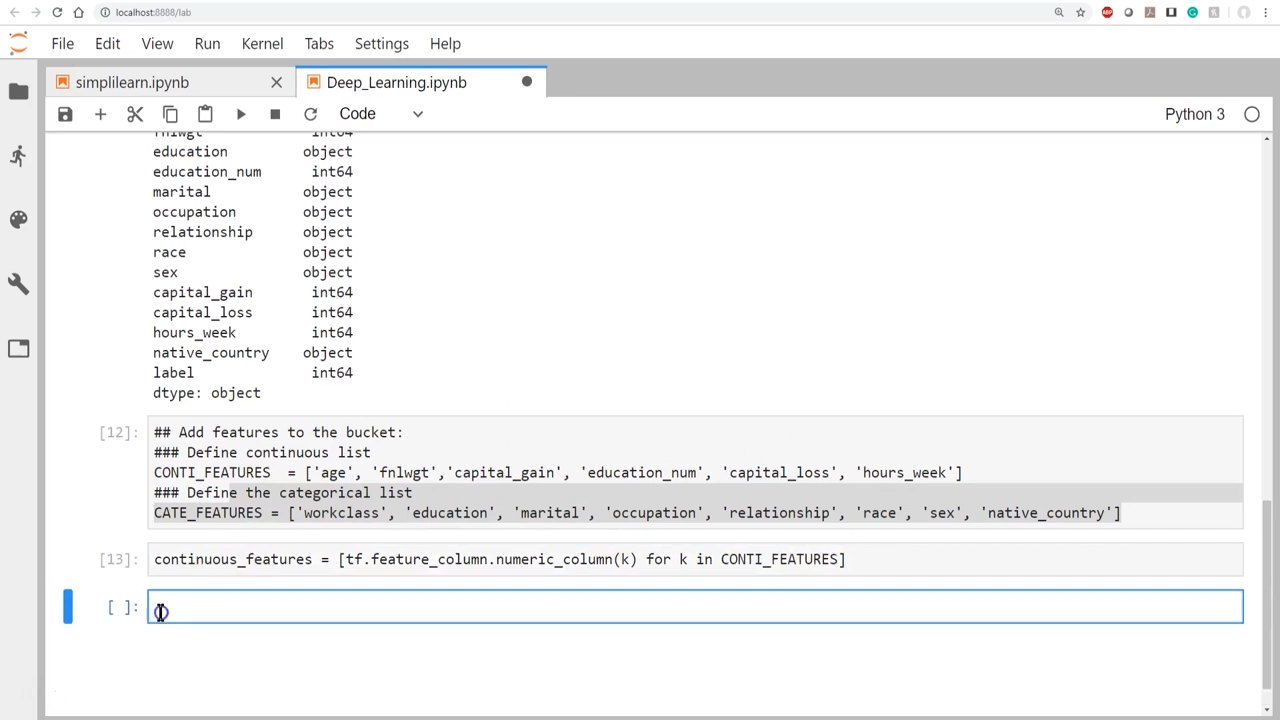 localhost:8888/lab
File Edit View Run Kernel Tabs Settings Help
simplilearn.ipynb Deep_Learning.ipynb
Code Python 3
fnlwgt int64
education object
education_num int64
marital object
occupation object
relationship object
race object
sex object
capital_gain int64
capital_loss int64
hours_week int64
native_country object
label int64
dtype: object
[12]: ## Add features to the bucket:
### Define continuous list
CONTI_FEATURES  = ['age', 'fnlwgt','capital_gain', 'education_num', 'capital_loss', 'hours_week']
### Define the categorical list
CATE_FEATURES = ['workclass', 'education', 'marital', 'occupation', 'relationship', 'race', 'sex', 'native_country']
[13]: continuous_features = [tf.feature_column.numeric_column(k) for k in CONTI_FEATURES]
[ ]: